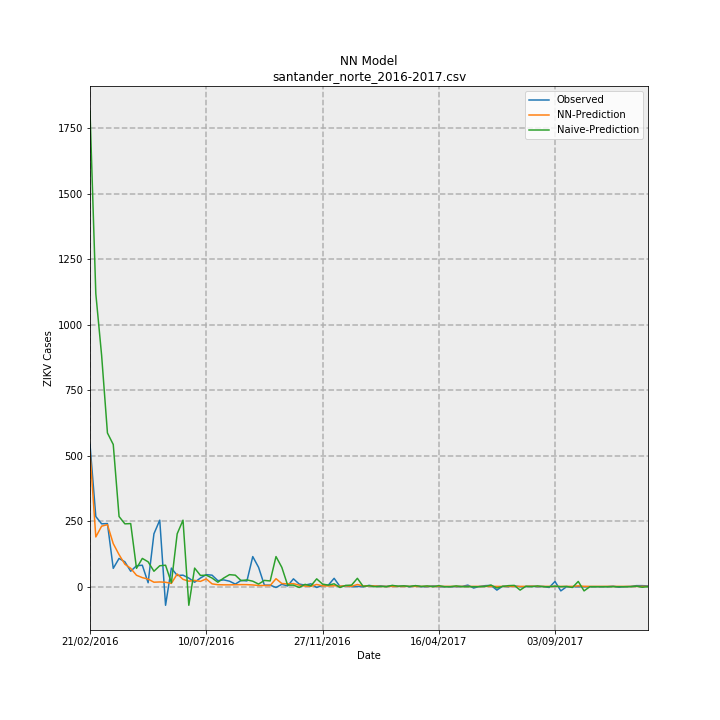 NN Model
santander_norte_2016-2017.csv
Observed
NN-Prediction
Naive-Prediction
ZIKV Cases
1750
1500
1250
1000
750
500
250
0
21/02/2016
10/07/2016
27/11/2016
16/04/2017
03/09/2017
Date